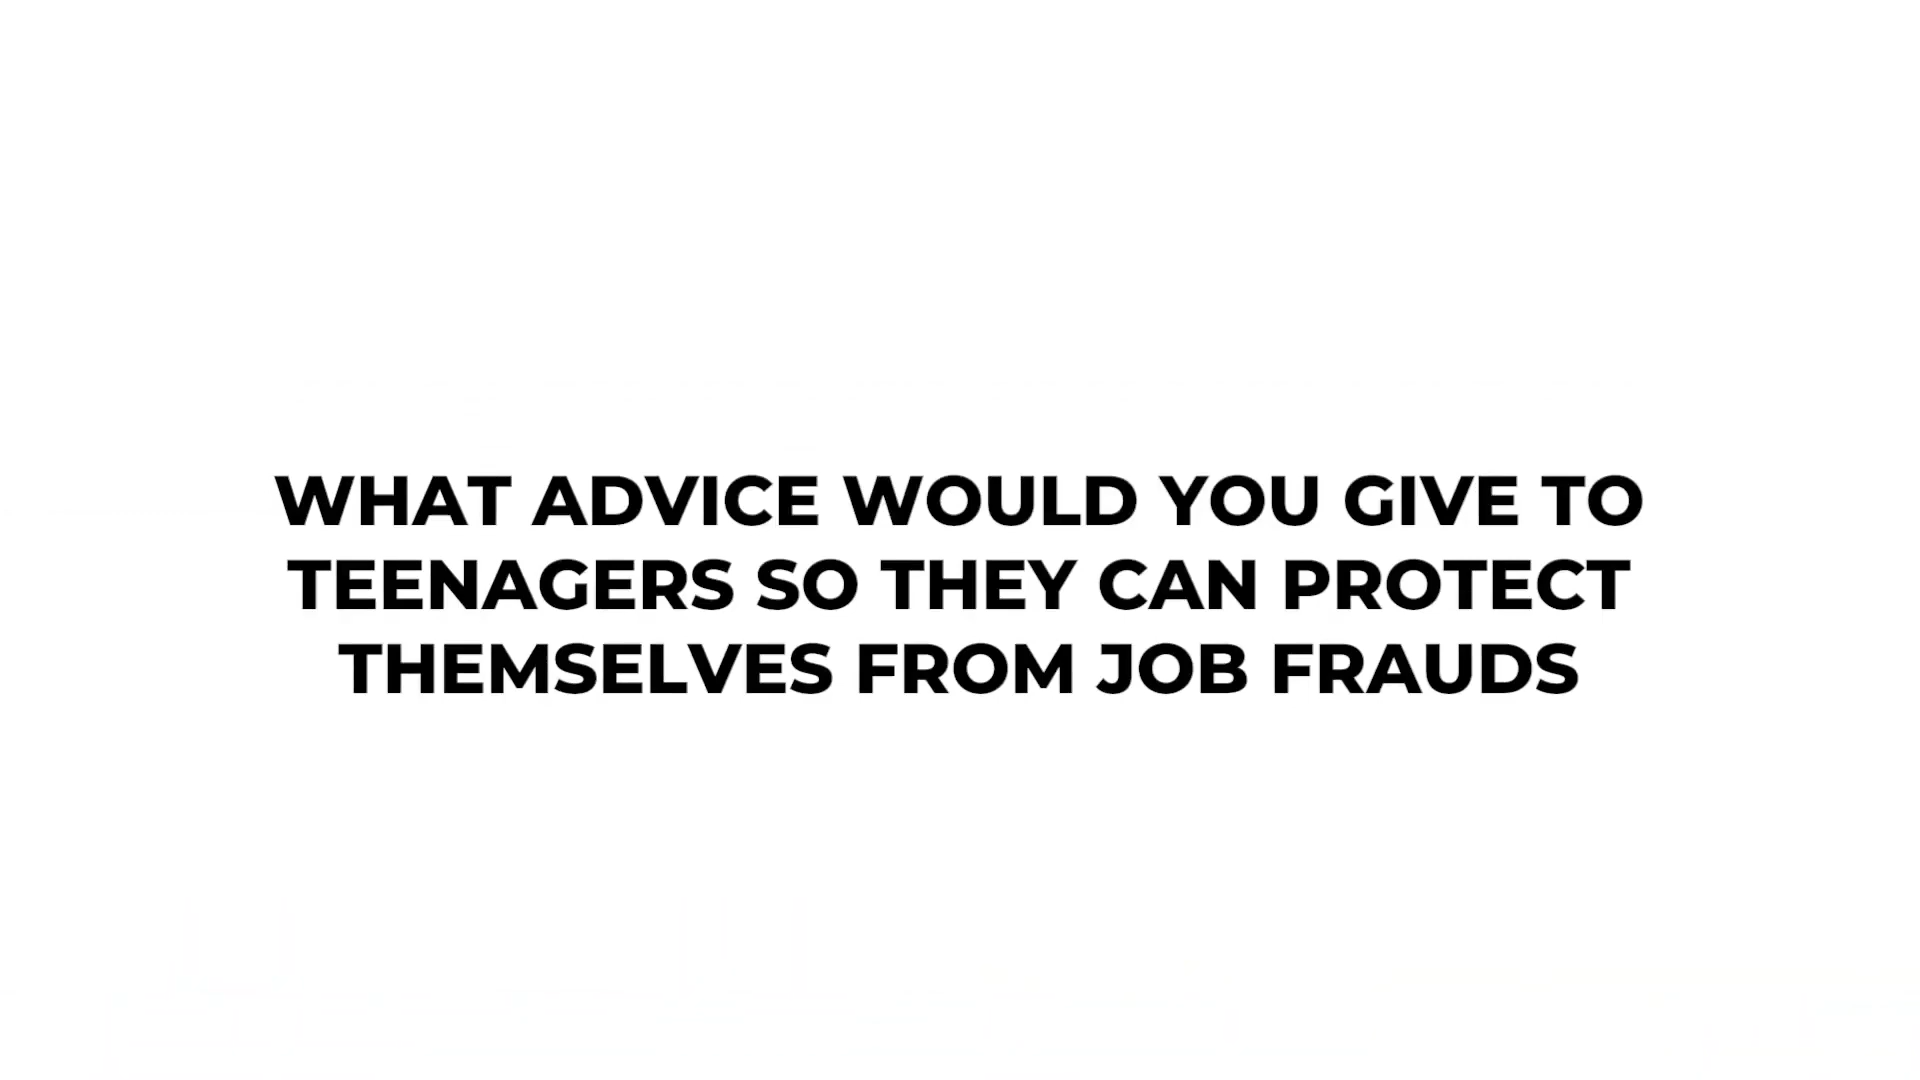 WHAT ADVICE WOULD YOU GIVE TO
TEENAGERS SO THEY CAN PROTECT
THEMSELVES FROM JOB FRAUDS